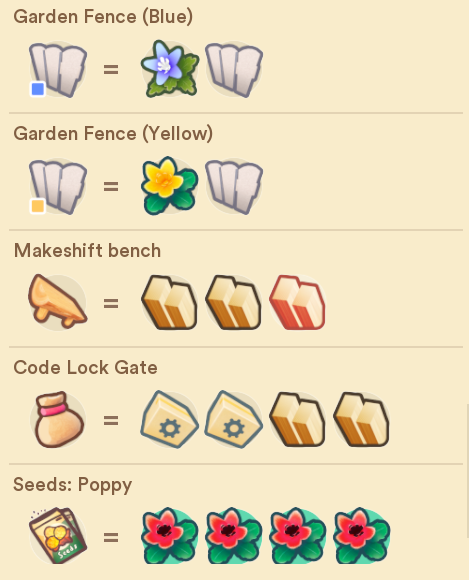 Garden Fence (Blue)
=
Garden Fence (Yellow)
=
Makeshift bench
=
Code Lock Gate
=
Seeds: Poppy
Seeds
=